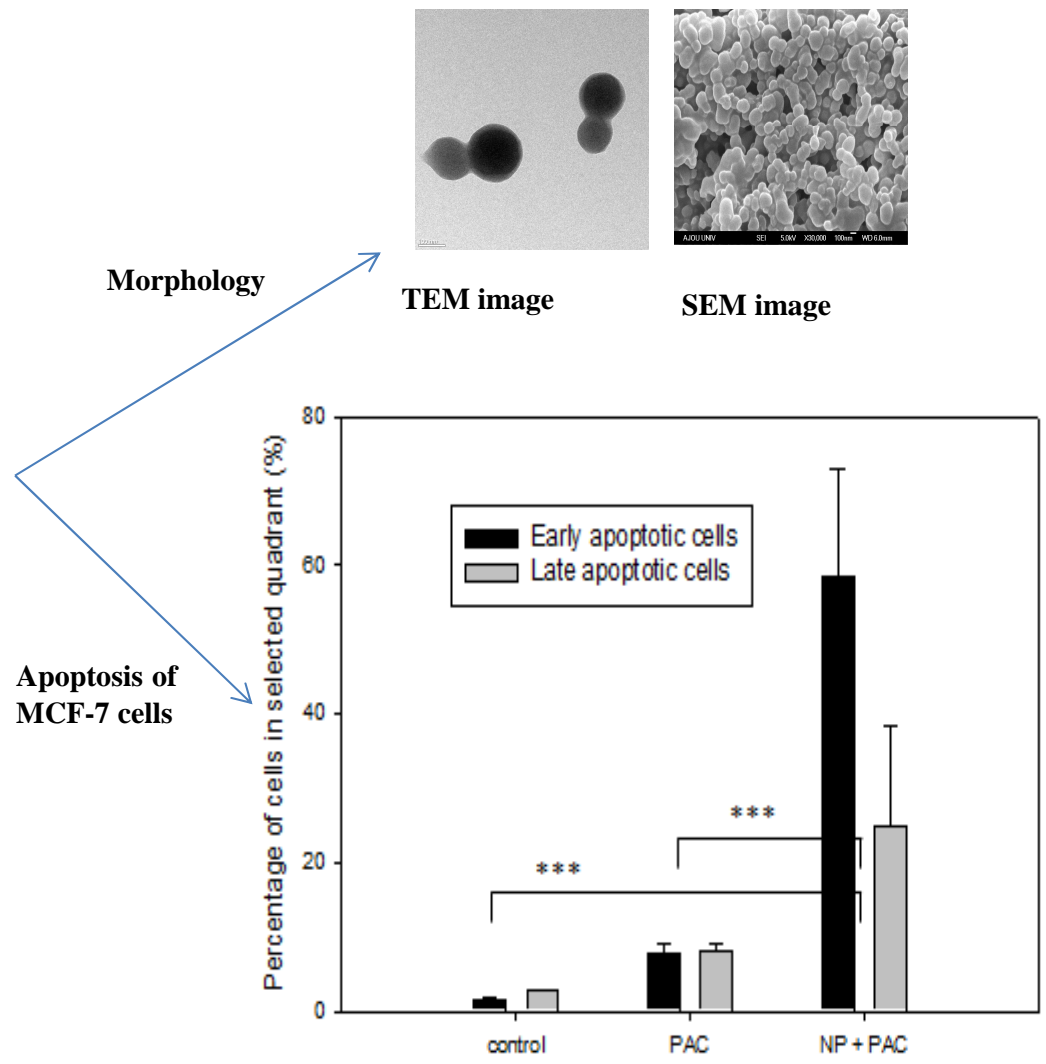 AJOU UNIV SEI 5.0kV X30,000 100nm WD 6.0mm
Morphology
TEM image
SEM image
Percentage of cells in selected quadrant (%)
80
60
40
20
0
Early apoptotic cells
Late apoptotic cells
Apoptosis of
MCF-7 cells
***
***
control
PAC
NP + PAC